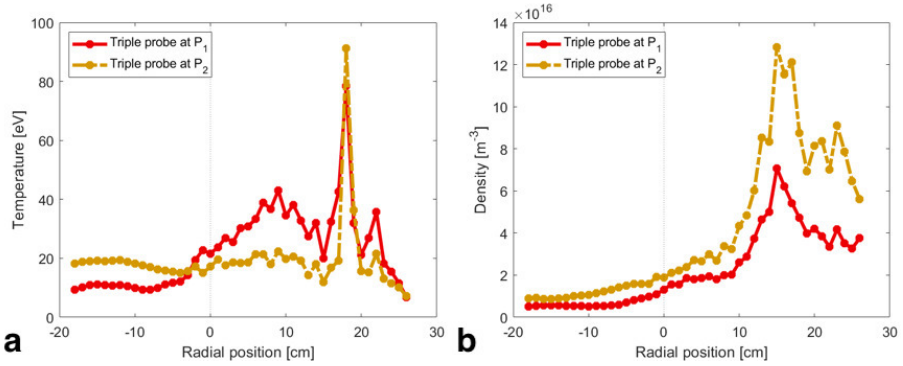 100
80
60
40
20
0
Temperature [eV]
Triple probe at P1
Triple probe at P2
-20
-10
0
10
20
30
Radial position [cm]
a
× 10^16
14
12
10
8
6
4
2
0
Density [m^-3]
Triple probe at P1
Triple probe at P2
-20
-10
0
10
20
30
Radial position [cm]
b